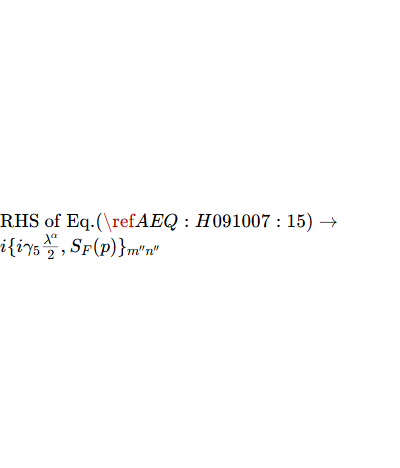 RHS of Eq.(\refAEQ : H091007 : 15) →
i{iγ₅ λ^α/2, S_F(p)}_{m″n″}